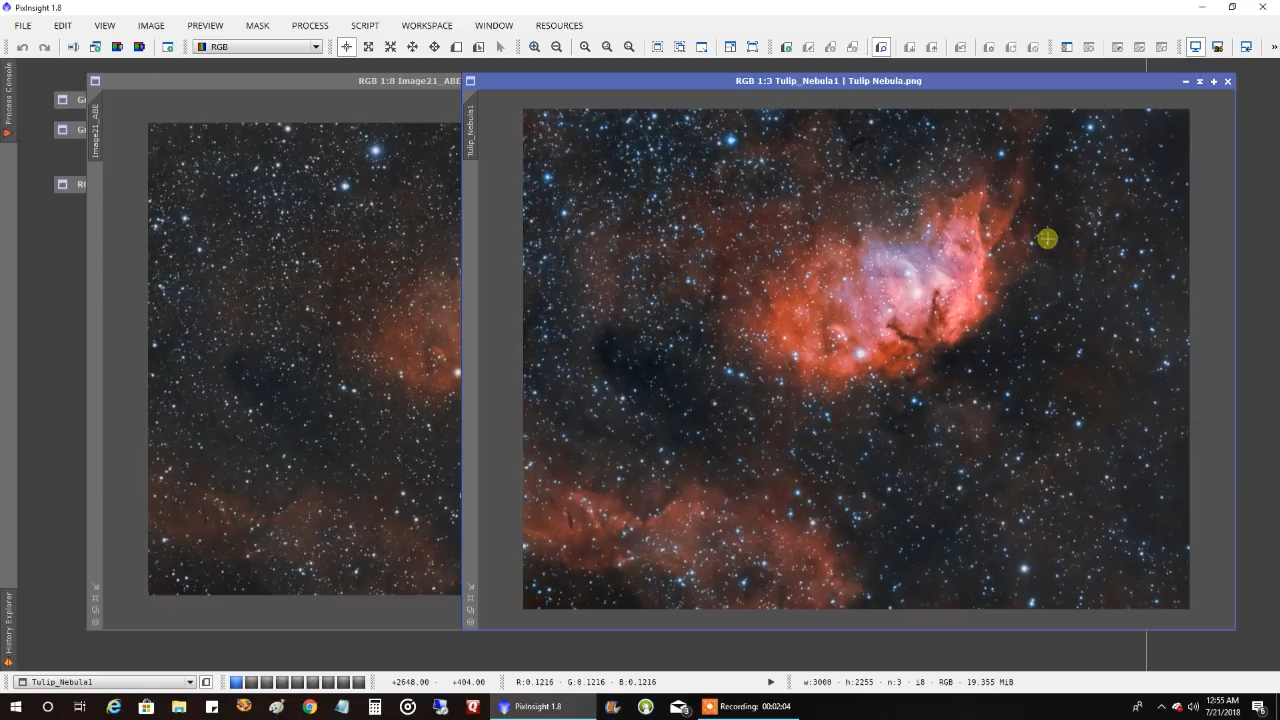 PixInsight 1.8
FILE EDIT VIEW IMAGE PREVIEW MASK PROCESS SCRIPT WORKSPACE WINDOW RESOURCES
RGB
Process Console
RGB 1:8 Image21_ABE
RGB 1:3 Tulip_Nebula1 | Tulip Nebula.png
Image21_ABE
Tulip_Nebula1
History Explorer
Tulip_Nebula1
+2648.00 +404.00 R:0.1216 G:0.1216 B:0.1216
w:3000 h:2255 n:3 i8 RGB 19.355 MiB
PixInsight 1.8
Recording: 00:02:04
12:55 AM
7/21/2018